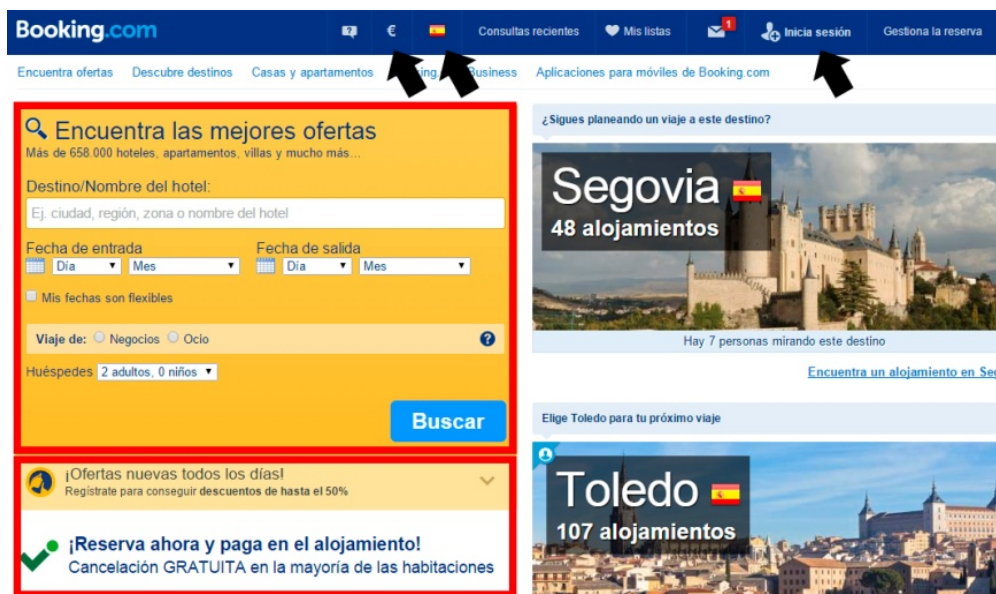 Booking.com
€
Consultas recientes
Mis listas
1
Inicia sesión
Gestiona la reserva
Encuentra ofertas
Descubre destinos
Casas y apartamentos
Business
Aplicaciones para móviles de Booking.com
Encuentra las mejores ofertas
Más de 658.000 hoteles, apartamentos, villas y mucho más...
Destino/Nombre del hotel:
Ej. ciudad, región, zona o nombre del hotel
Fecha de entrada
Fecha de salida
Día Mes
Día Mes
Mis fechas son flexibles
Viaje de: Negocios Ocio
?
Huéspedes 2 adultos, 0 niños
Buscar
¡Ofertas nuevas todos los días!
Regístrate para conseguir descuentos de hasta el 50%
¡Reserva ahora y paga en el alojamiento!
Cancelación GRATUITA en la mayoría de las habitaciones
¿Sigues planeando un viaje a este destino?
Segovia
48 alojamientos
Hay 7 personas mirando este destino
Encuentra un alojamiento en
Elige Toledo para tu próximo viaje
Toledo
107 alojamientos